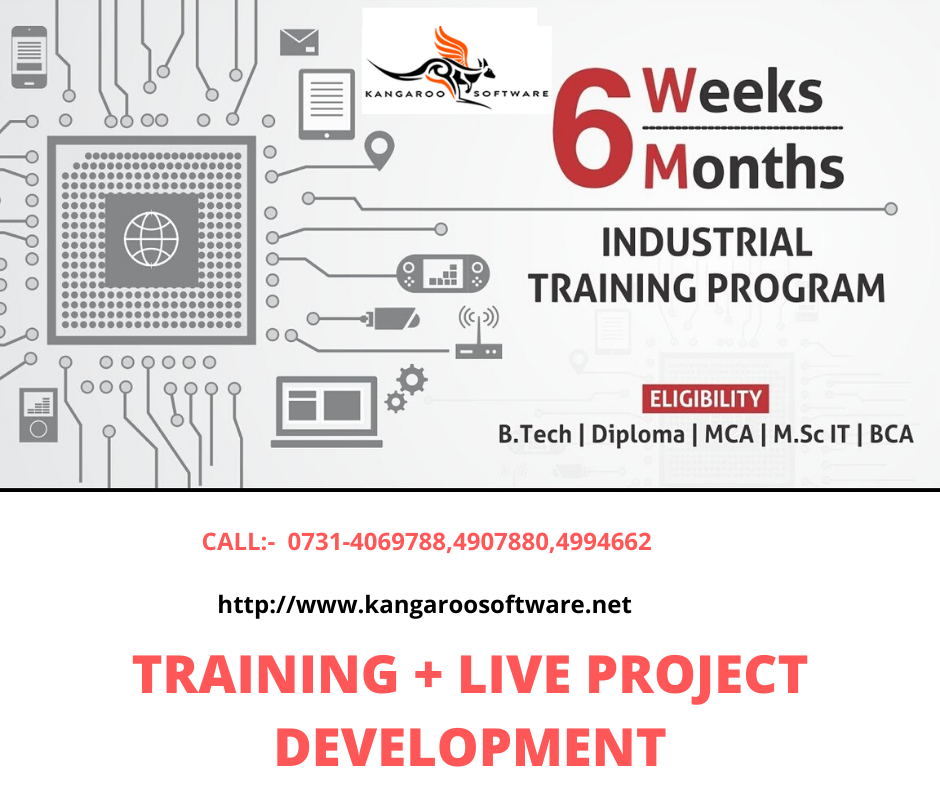 KANGAROO SOFTWARE
6 Weeks
Months
INDUSTRIAL
TRAINING PROGRAM
ELIGIBILITY
B.Tech | Diploma | MCA | M.Sc IT | BCA
CALL:- 0731-4069788,4907880,4994662
http://www.kangaroosoftware.net
TRAINING + LIVE PROJECT
DEVELOPMENT